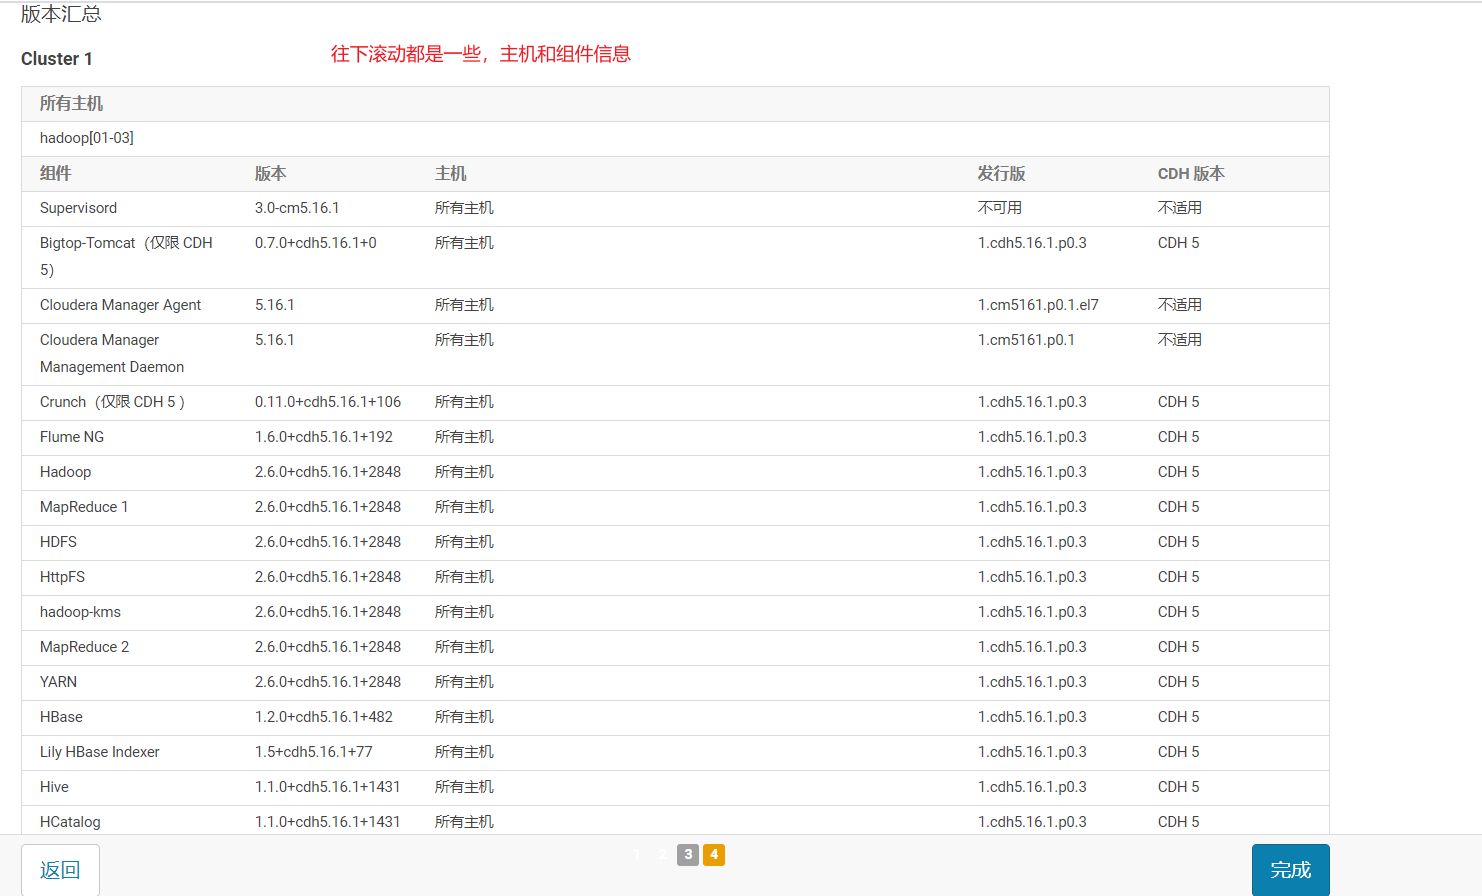 版本汇总
Cluster 1
往下滚动都是一些，主机和组件信息
所有主机
hadoop[01-03]
组件 版本 主机 发行版 CDH 版本
Supervisord 3.0-cm5.16.1 所有主机 不可用 不适用
Bigtop-Tomcat（仅限 CDH 0.7.0+cdh5.16.1+0 所有主机 1.cdh5.16.1.p0.3 CDH 5
5）
Cloudera Manager Agent 5.16.1 所有主机 1.cm5161.p0.1.el7 不适用
Cloudera Manager 5.16.1 所有主机 1.cm5161.p0.1 不适用
Management Daemon
Crunch（仅限 CDH 5 ） 0.11.0+cdh5.16.1+106 所有主机 1.cdh5.16.1.p0.3 CDH 5
Flume NG 1.6.0+cdh5.16.1+192 所有主机 1.cdh5.16.1.p0.3 CDH 5
Hadoop 2.6.0+cdh5.16.1+2848 所有主机 1.cdh5.16.1.p0.3 CDH 5
MapReduce 1 2.6.0+cdh5.16.1+2848 所有主机 1.cdh5.16.1.p0.3 CDH 5
HDFS 2.6.0+cdh5.16.1+2848 所有主机 1.cdh5.16.1.p0.3 CDH 5
HttpFS 2.6.0+cdh5.16.1+2848 所有主机 1.cdh5.16.1.p0.3 CDH 5
hadoop-kms 2.6.0+cdh5.16.1+2848 所有主机 1.cdh5.16.1.p0.3 CDH 5
MapReduce 2 2.6.0+cdh5.16.1+2848 所有主机 1.cdh5.16.1.p0.3 CDH 5
YARN 2.6.0+cdh5.16.1+2848 所有主机 1.cdh5.16.1.p0.3 CDH 5
HBase 1.2.0+cdh5.16.1+482 所有主机 1.cdh5.16.1.p0.3 CDH 5
Lily HBase Indexer 1.5+cdh5.16.1+77 所有主机 1.cdh5.16.1.p0.3 CDH 5
Hive 1.1.0+cdh5.16.1+1431 所有主机 1.cdh5.16.1.p0.3 CDH 5
HCatalog 1.1.0+cdh5.16.1+1431 所有主机 1.cdh5.16.1.p0.3 CDH 5
返回 1 2 3 4 完成